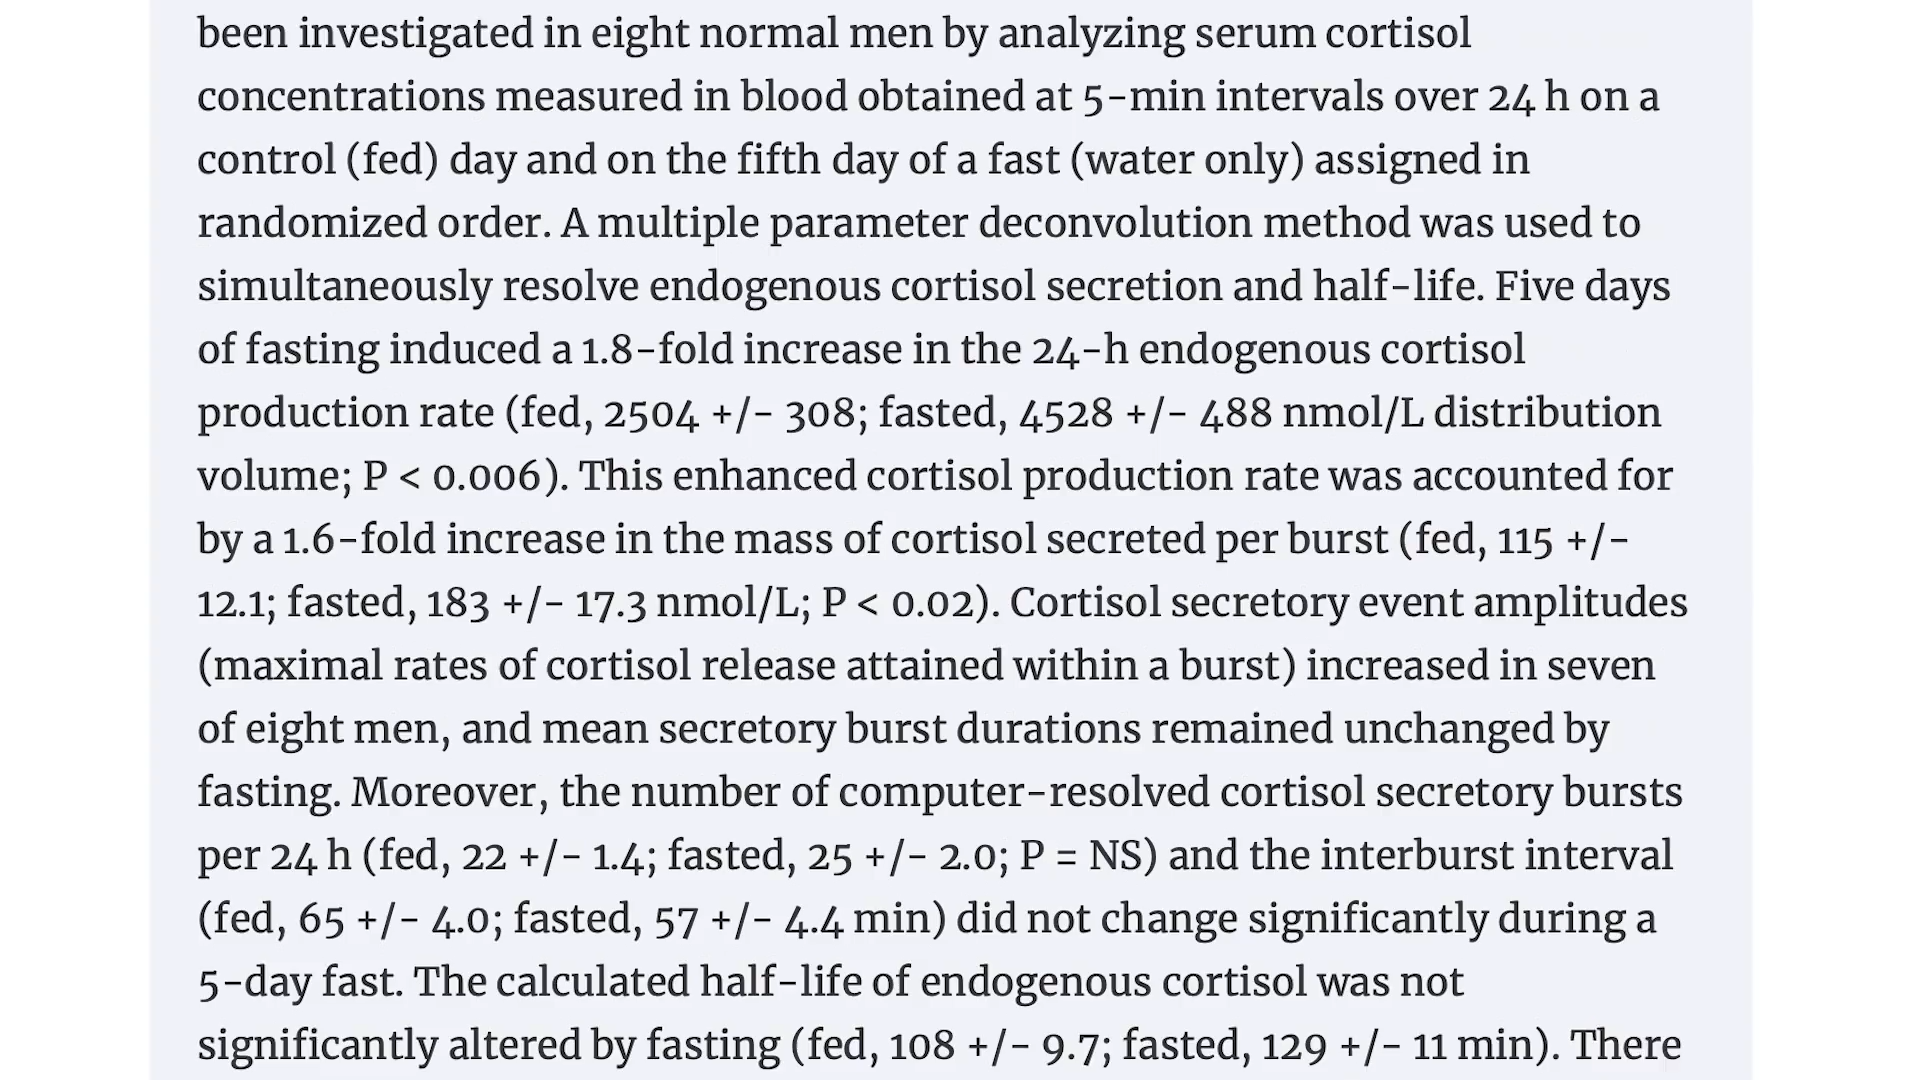 been investigated in eight normal men by analyzing serum cortisol
concentrations measured in blood obtained at 5-min intervals over 24 h on a
control (fed) day and on the fifth day of a fast (water only) assigned in
randomized order. A multiple parameter deconvolution method was used to
simultaneously resolve endogenous cortisol secretion and half-life. Five days
of fasting induced a 1.8-fold increase in the 24-h endogenous cortisol
production rate (fed, 2504 +/- 308; fasted, 4528 +/- 488 nmol/L distribution
volume; P < 0.006). This enhanced cortisol production rate was accounted for
by a 1.6-fold increase in the mass of cortisol secreted per burst (fed, 115 +/-
12.1; fasted, 183 +/- 17.3 nmol/L; P < 0.02). Cortisol secretory event amplitudes
(maximal rates of cortisol release attained within a burst) increased in seven
of eight men, and mean secretory burst durations remained unchanged by
fasting. Moreover, the number of computer-resolved cortisol secretory bursts
per 24 h (fed, 22 +/- 1.4; fasted, 25 +/- 2.0; P = NS) and the interburst interval
(fed, 65 +/- 4.0; fasted, 57 +/- 4.4 min) did not change significantly during a
5-day fast. The calculated half-life of endogenous cortisol was not
significantly altered by fasting (fed, 108 +/- 9.7; fasted, 129 +/- 11 min). There